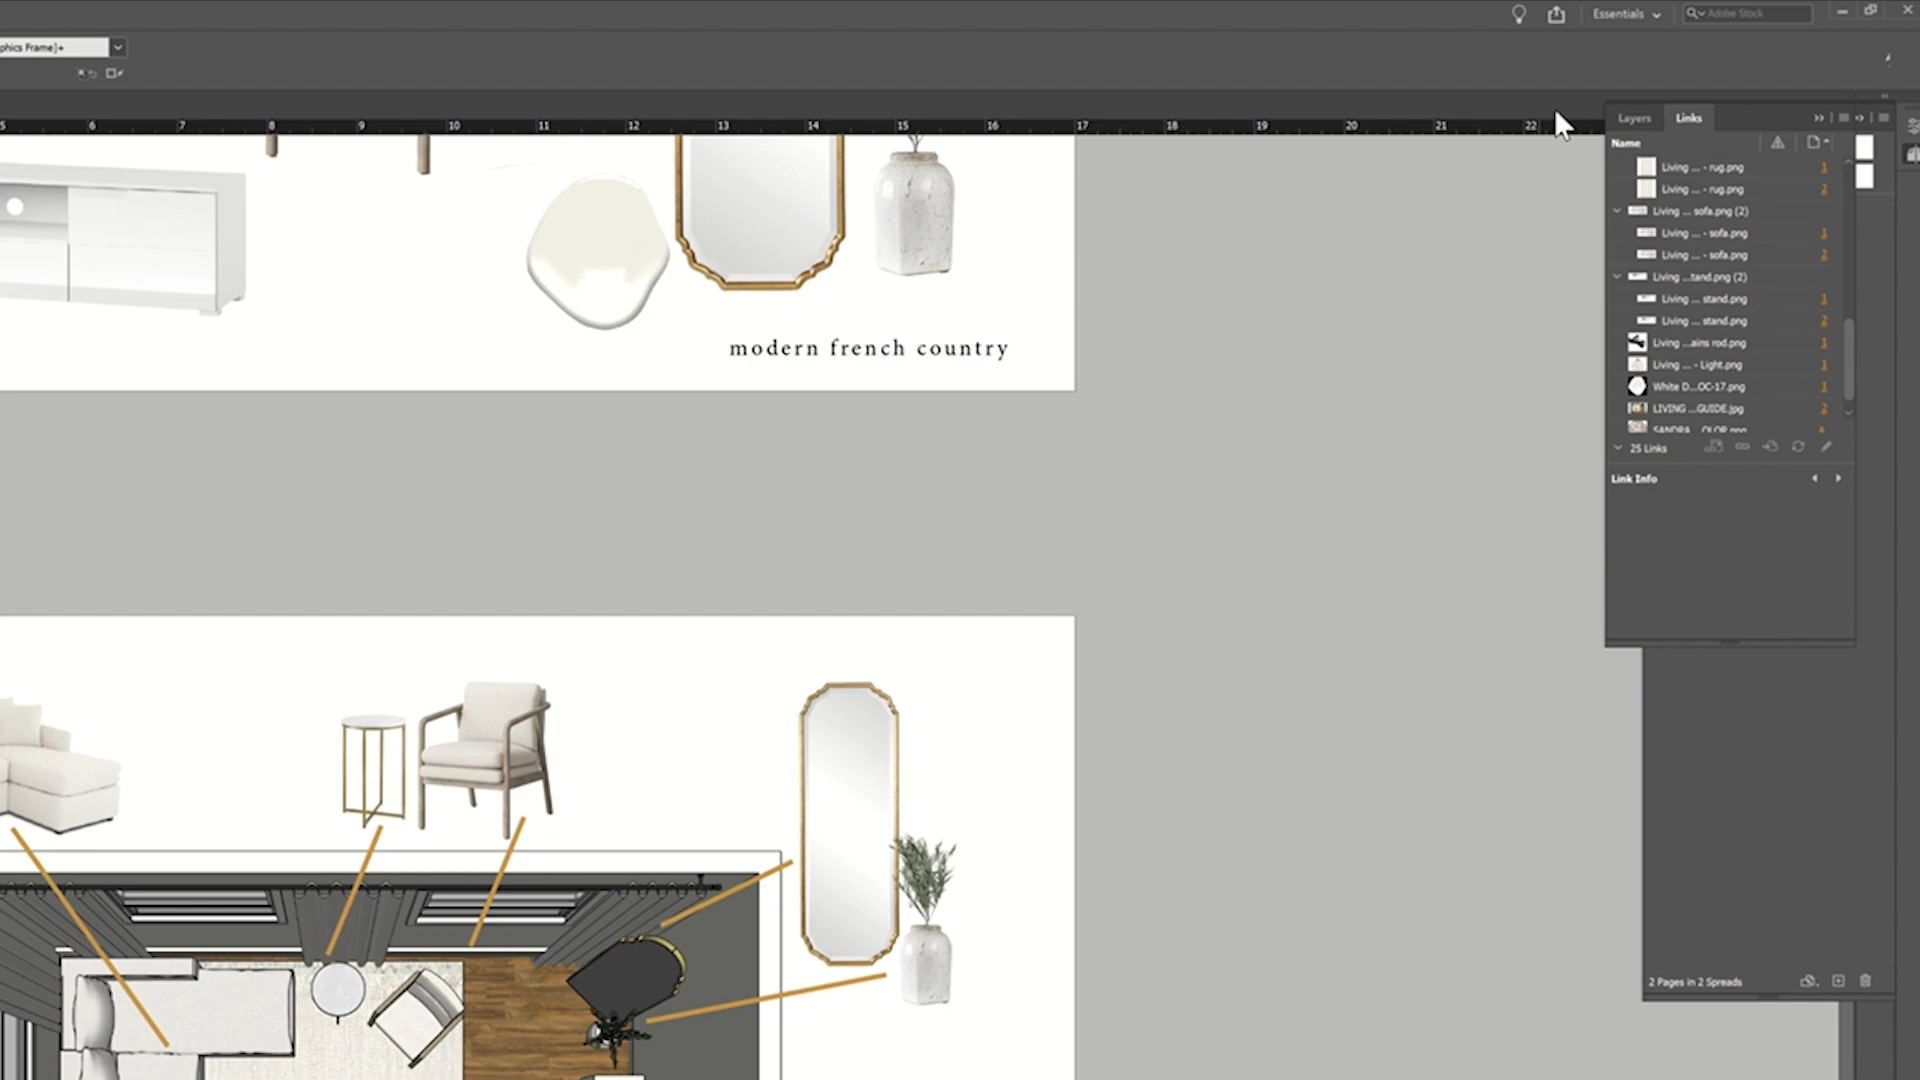 Essentials
Adobe Stock
phics Frame]+
5 6 7 8 9 10 11 12 13 14 15 16 17 18 19 20 21 22
Layers Links
Name
Living ... - rug.png 1
Living ... - rug.png 2
Living ... sofa.png (2)
Living ... - sofa.png 1
Living ... - sofa.png 2
Living ...tand.png (2)
Living ... stand.png 1
Living ... stand.png 2
Living ...ains rod.png 1
Living ... - Light.png 1
White D...OC-17.png 1
LIVING ...GUIDE.jpg 2
SANDRA ...OLOR.png
25 Links
Link Info
modern french country
2 Pages in 2 Spreads